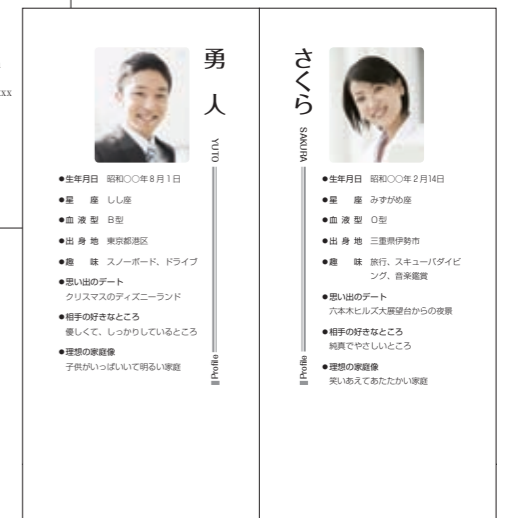 xx
勇人
YUTO
●生年月日 昭和○○年8月1日
●星座 しし座
●血液型 B型
●出身地 東京都港区
●趣味 スノーボード、ドライブ
●思い出のデート
クリスマスのディズニーランド
●相手の好きなところ
優しくて、しっかりしているところ
●理想の家庭像
子供がいっぱいいて明るい家庭
Profile
さくら
SAKURA
●生年月日 昭和○○年2月14日
●星座 みずがめ座
●血液型 O型
●出身地 三重県伊勢市
●趣味 旅行、スキューバダイビ
ング、音楽鑑賞
●思い出のデート
六本木ヒルズ大展望台からの夜景
●相手の好きなところ
純真でやさしいところ
●理想の家庭像
笑いあえてあたたかい家庭
Profile